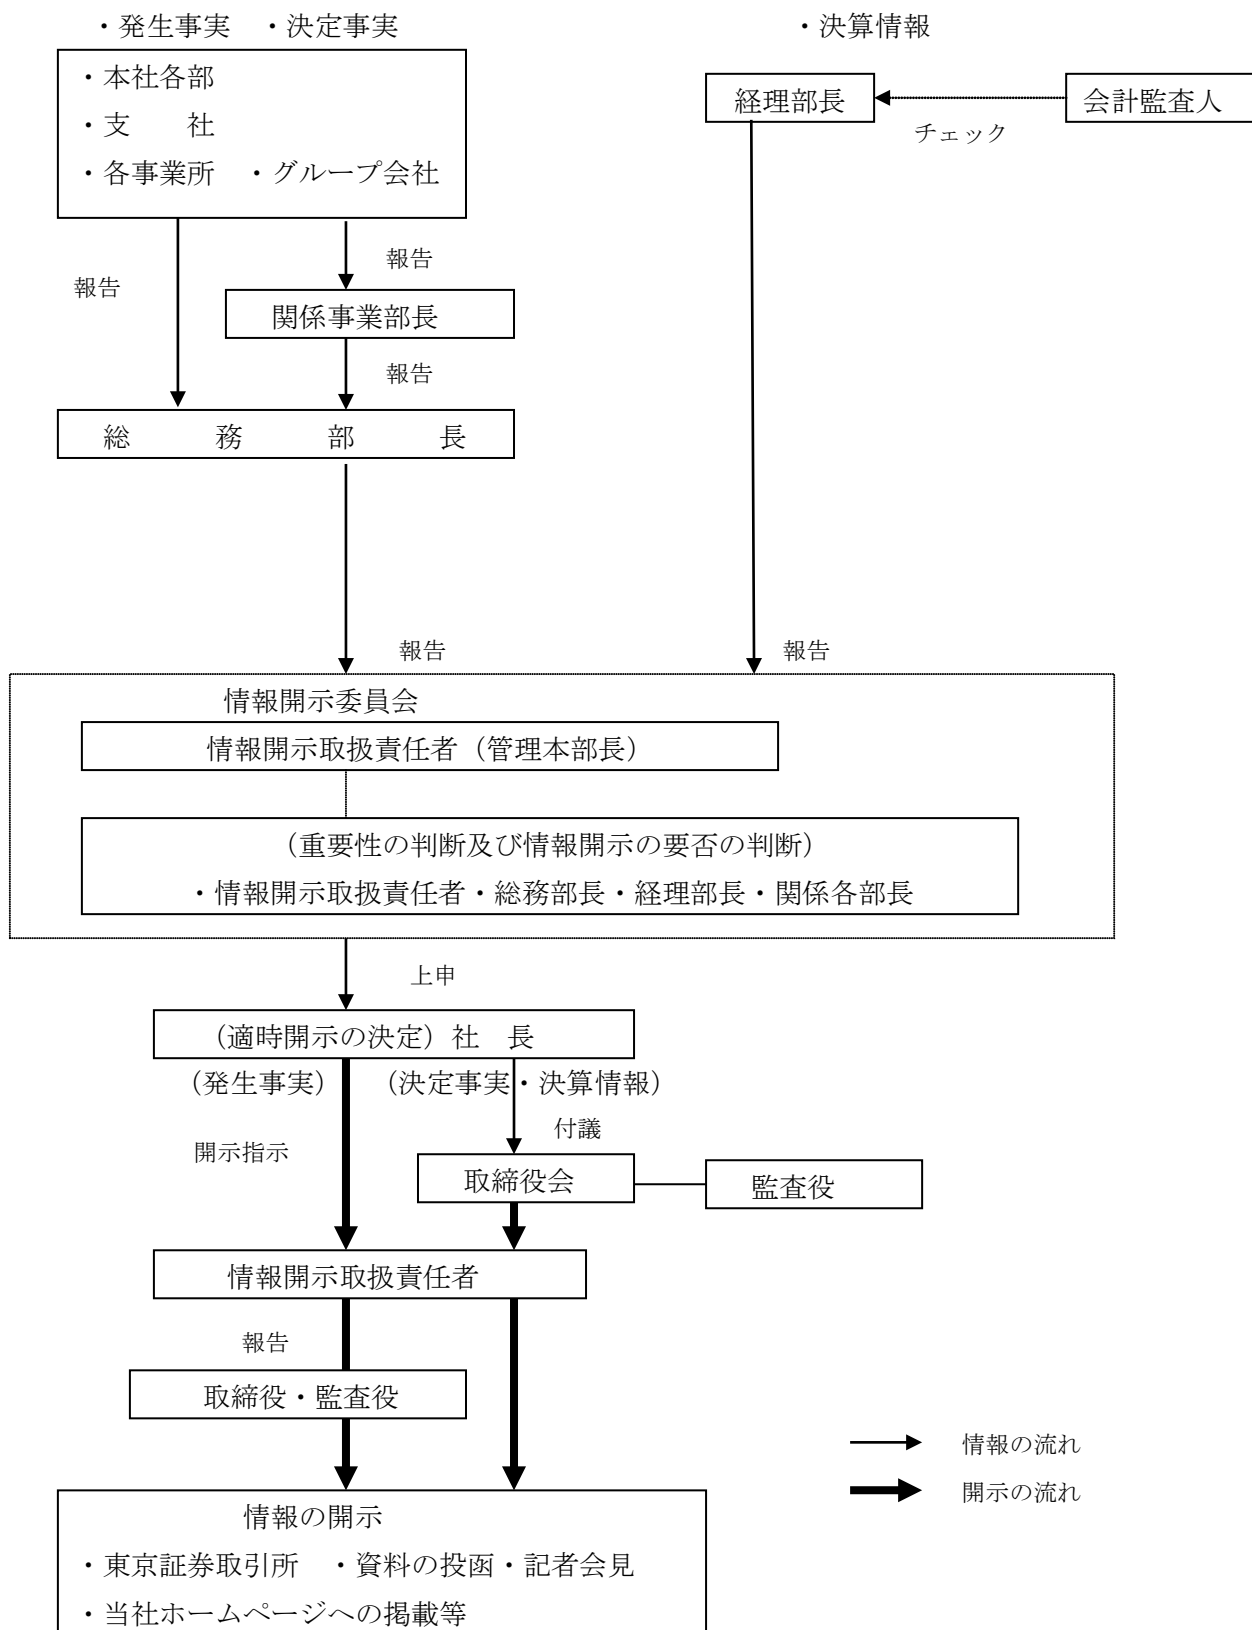 ・発生事実　・決定事実
・決算情報
・本社各部
・支　　社
・各事業所　・グループ会社
経理部長
会計監査人
チェック
報告
報告
関係事業部長
報告
総　　　務　　　部　　　長
報告
報告
情報開示委員会
情報開示取扱責任者（管理本部長）
（重要性の判断及び情報開示の要否の判断）
・情報開示取扱責任者・総務部長・経理部長・関係各部長
上申
（適時開示の決定）社　長
（発生事実）
（決定事実・決算情報）
付議
開示指示
取締役会
監査役
情報開示取扱責任者
報告
取締役・監査役
情報の流れ
開示の流れ
情報の開示
・東京証券取引所　・資料の投函・記者会見
・当社ホームページへの掲載等